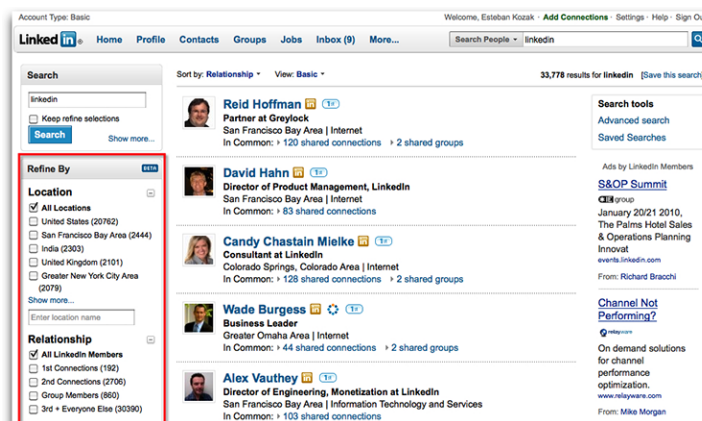 Account Type: Basic
Welcome, Esteban Kozak · Add Connections · Settings · Help · Sign Ou
Linked in
Home Profile Contacts Groups Jobs Inbox (9) More...
Search People linkedin
Search
linkedin
Keep refine selections
Search Show more...
Refine By BETA
Location
All Locations
United States (20762)
San Francisco Bay Area (2444)
India (2303)
United Kingdom (2101)
Greater New York City Area
(2079)
Show more...
Enter location name
Relationship
All LinkedIn Members
1st Connections (192)
2nd Connections (2706)
Group Members (860)
3rd + Everyone Else (30390)
Sort by: Relationship View: Basic
33,778 results for linkedin [Save this search]
Reid Hoffman in 1st
Partner at Greylock
San Francisco Bay Area | Internet
In Common: 120 shared connections 2 shared groups
David Hahn in 1st
Director of Product Management, LinkedIn
San Francisco Bay Area | Internet
In Common: 83 shared connections
Candy Chastain Mielke in 1st
Consultant at LinkedIn
Colorado Springs, Colorado Area | Internet
In Common: 128 shared connections 2 shared groups
Wade Burgess in 1st
Business Leader
Greater Omaha Area | Internet
In Common: 44 shared connections 2 shared groups
Alex Vauthey in 1st
Director of Engineering, Monetization at LinkedIn
San Francisco Bay Area | Information Technology and Services
In Common: 103 shared connections
Search tools
Advanced search
Saved Searches
Ads by LinkedIn Members
S&OP Summit
group
January 20/21 2010,
The Palms Hotel Sales
& Operations Planning
Innovat
events.linkedin.com
From: Richard Bracchi
Channel Not
Performing?
relayware
On demand solutions
for channel
performance
optimization.
www.relayware.com
From: Mike Morgan